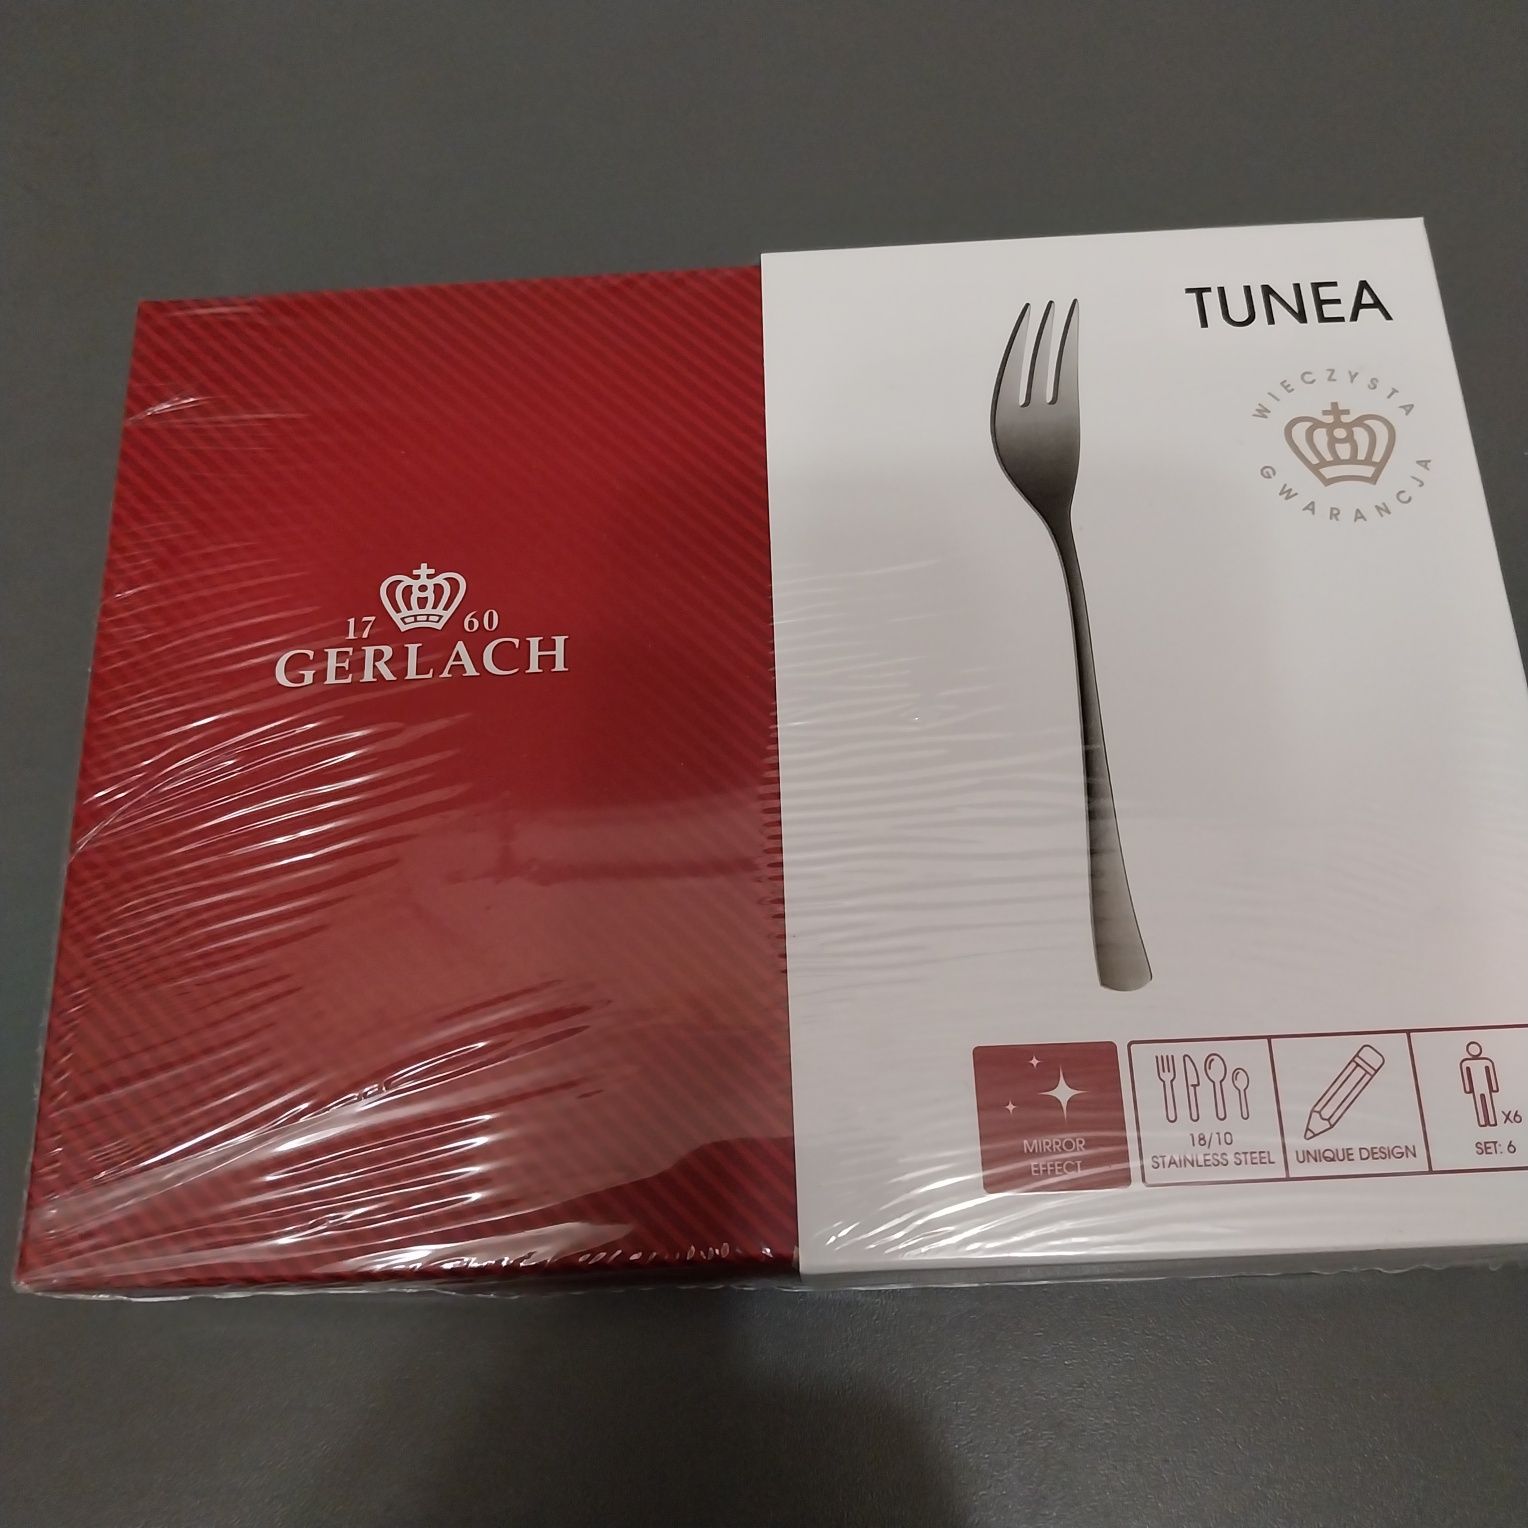 17 60
GERLACH
TUNEA
WIECZYSTA
GWARANCJA
MIRROR
EFFECT
18/10
STAINLESS STEEL
UNIQUE DESIGN
X6
SET: 6